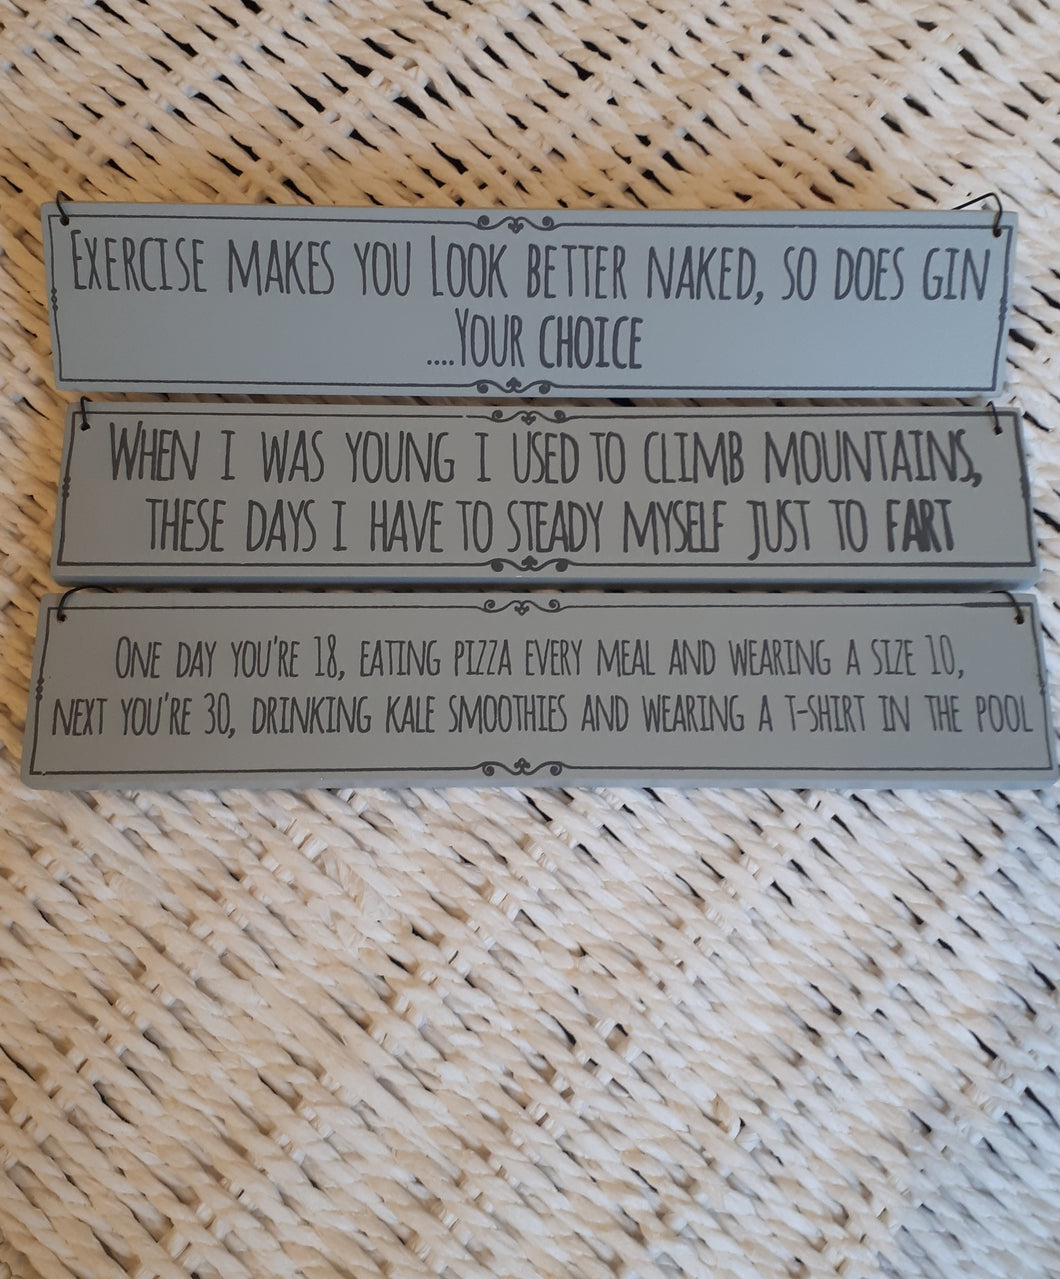 Exercise makes you look better naked, so does gin
....Your choice
When I was young I used to climb mountains,
these days I have to steady myself just to fart
One day you're 18, eating pizza every meal and wearing a size 10,
next you're 30, drinking kale smoothies and wearing a t-shirt in the pool